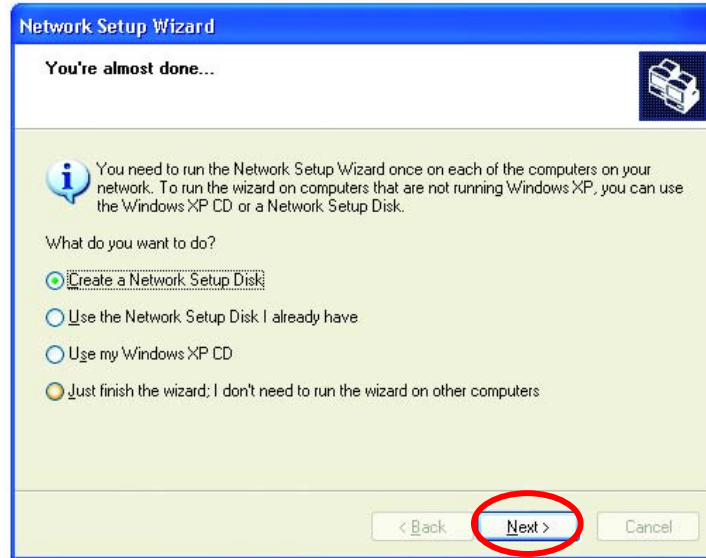 Network Setup Wizard
You're almost done...
You need to run the Network Setup Wizard once on each of the computers on your
network. To run the wizard on computers that are not running Windows XP, you can use
the Windows XP CD or a Network Setup Disk.
What do you want to do?
Create a Network Setup Disk
Use the Network Setup Disk I already have
Use my Windows XP CD
Just finish the wizard; I don't need to run the wizard on other computers
< Back Next > Cancel